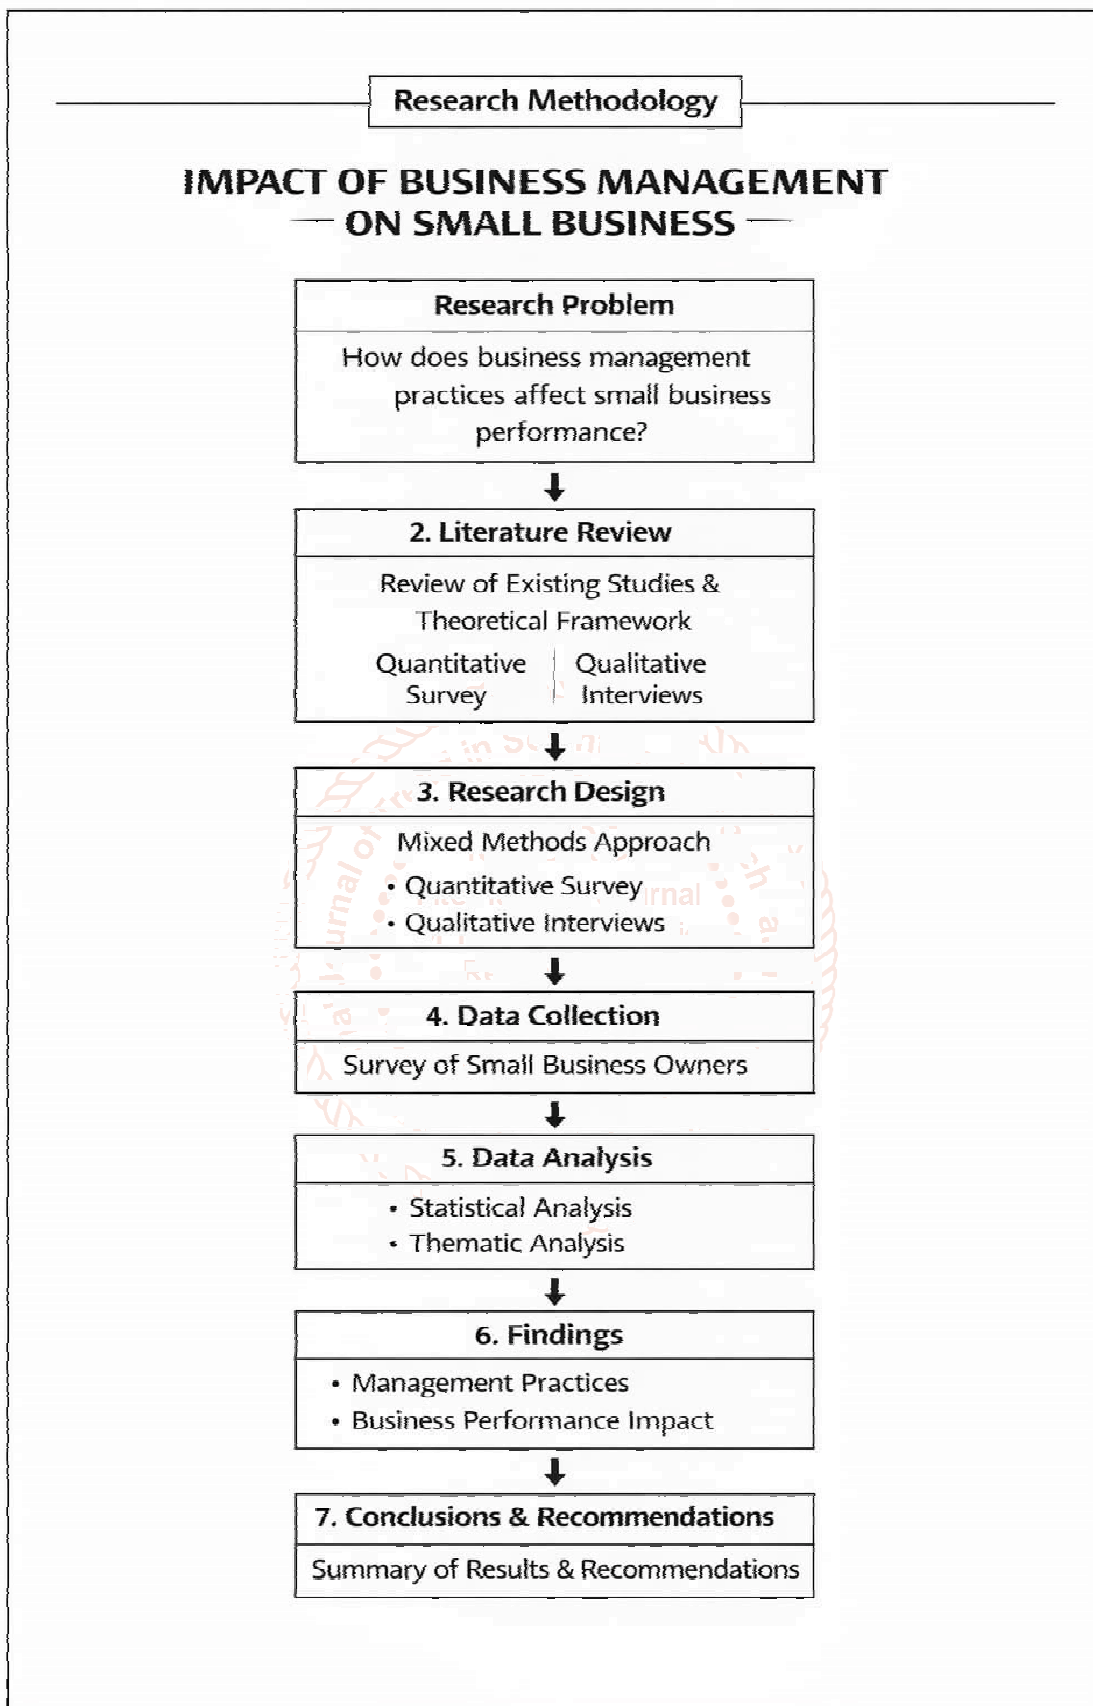 Research Methodology
IMPACT OF BUSINESS MANAGEMENT
ON SMALL BUSINESS
Research Problem
How does business management
practices affect small business
performance?
2. Literature Review
Review of Existing Studies &
Theoretical Framework
Quantitative
Survey
Qualitative
Interviews
3. Research Design
Mixed Methods Approach
• Quantitative Survey
• Qualitative Interviews
4. Data Collection
Survey of Small Business Owners
5. Data Analysis
• Statistical Analysis
• Thematic Analysis
6. Findings
• Management Practices
• Business Performance Impact
7. Conclusions & Recommendations
Summary of Results & Recommendations